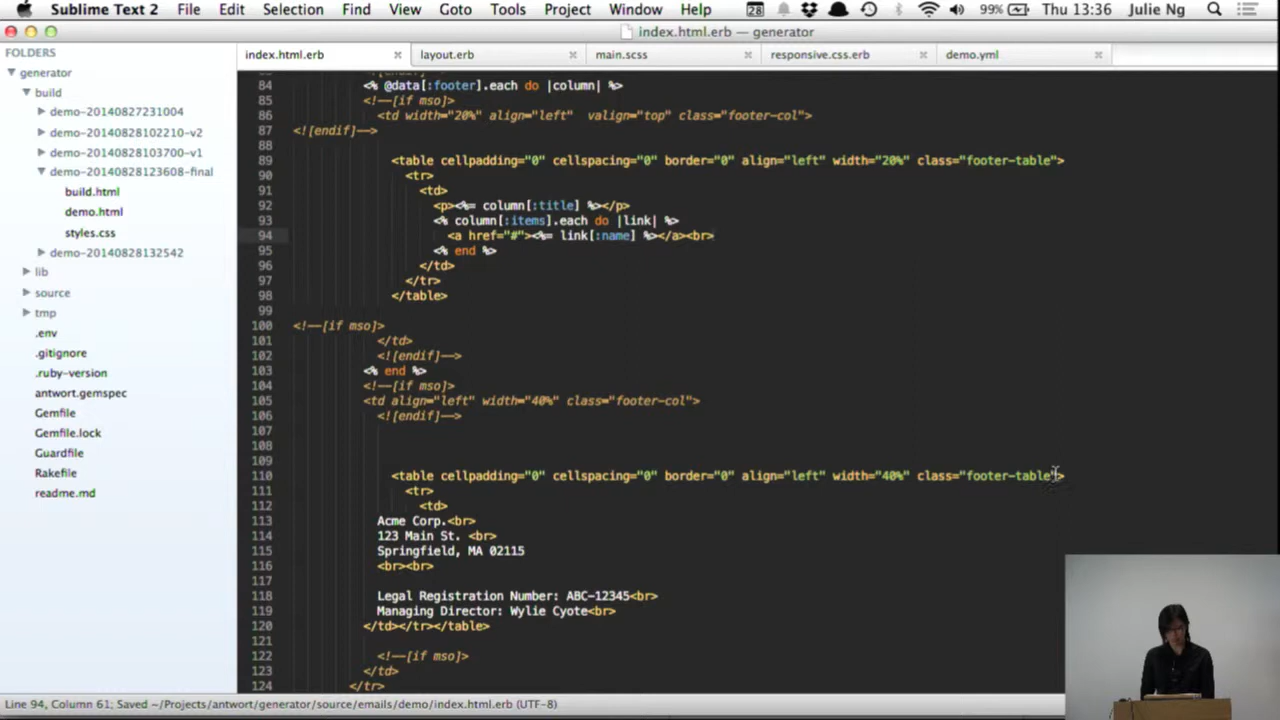 Sublime Text 2 File Edit Selection Find View Goto Tools Project Window Help 28 99% Thu 13:36 Julie Ng
index.html.erb — generator
FOLDERS
generator
build
demo-20140827231004
demo-20140828102210-v2
demo-20140828103700-v1
demo-20140828123608-final
build.html
demo.html
styles.css
demo-20140828132542
lib
source
tmp
.env
.gitignore
.ruby-version
antwort.gemspec
Gemfile
Gemfile.lock
Guardfile
Rakefile
readme.md
index.html.erb × layout.erb × main.scss × responsive.css.erb × demo.yml ×
84 <% @data[:footer].each do |column| %>
85 <!--[if mso]>
86 <td width="20%" align="left"  valign="top" class="footer-col">
87 <![endif]-->
88
89 <table cellpadding="0" cellspacing="0" border="0" align="left" width="20%" class="footer-table">
90 <tr>
91 <td>
92 <p><%= column[:title] %></p>
93 <% column[:items].each do |link| %>
94 <a href="#"><%= link[:name] %></a><br>
95 <% end %>
96 </td>
97 </tr>
98 </table>
99
100 <!--[if mso]>
101 </td>
102 <![endif]-->
103 <% end %>
104 <!--[if mso]>
105 <td align="left" width="40%" class="footer-col">
106 <![endif]-->
107
108
109
110 <table cellpadding="0" cellspacing="0" border="0" align="left" width="40%" class="footer-table">
111 <tr>
112 <td>
113 Acme Corp.<br>
114 123 Main St. <br>
115 Springfield, MA 02115
116 <br><br>
117
118 Legal Registration Number: ABC-12345<br>
119 Managing Director: Wylie Cyote<br>
120 </td></tr></table>
121
122 <!--[if mso]>
123 </td>
124 </tr>
Line 94, Column 61; Saved ~/Projects/antwort/generator/source/emails/demo/index.html.erb (UTF-8)